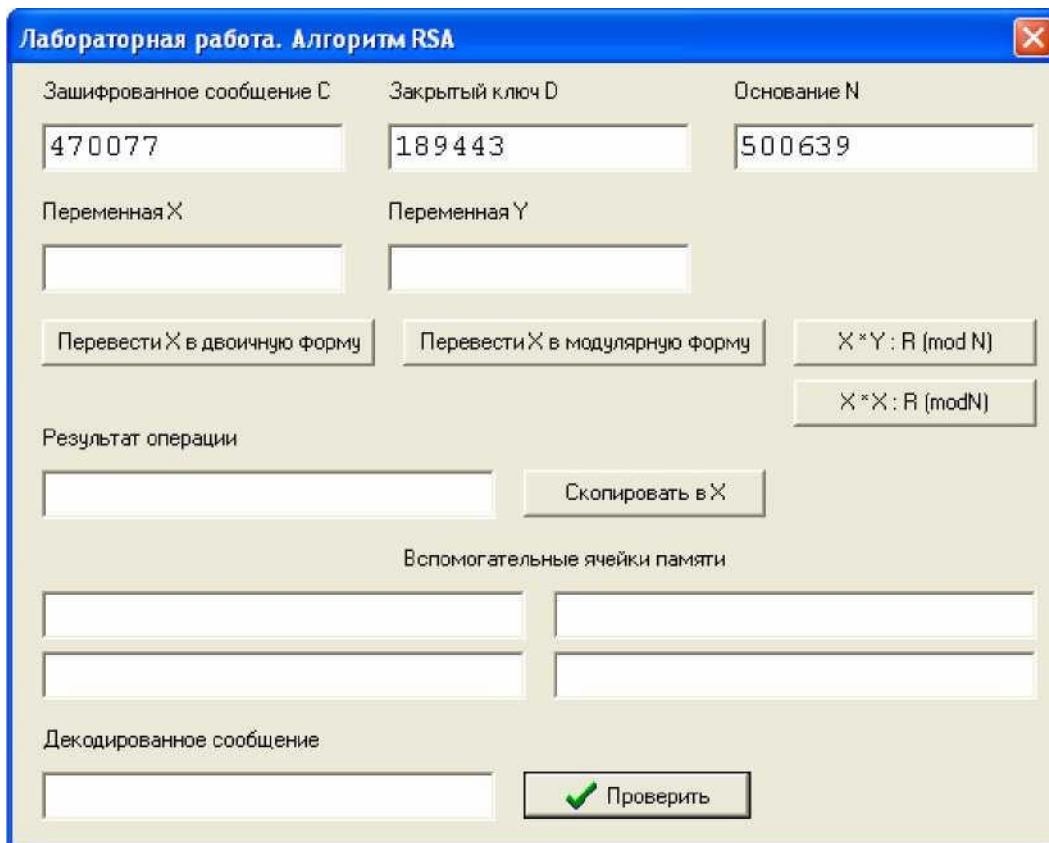 Лабораторная работа. Алгоритм RSA
Зашифрованное сообщение C Закрытый ключ D Основание N
470077 189443 500639
Переменная X Переменная Y
Перевести X в двоичную форму Перевести X в модулярную форму X * Y : R (mod N)
X * X : R (modN)
Результат операции
Скопировать в X
Вспомогательные ячейки памяти
Декодированное сообщение
Проверить